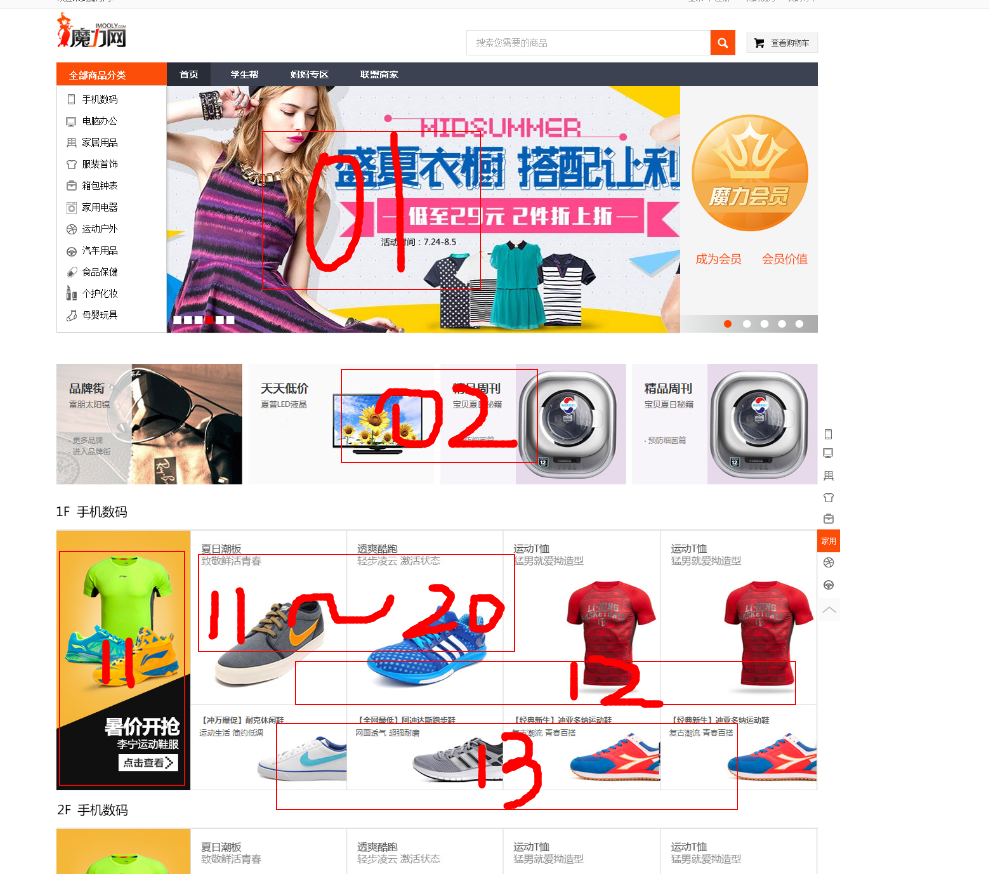 IMOOLY.COM
魔力网
搜索您需要的商品
查看购物车
全部商品分类 首页 学生帮 妈妈专区 联盟商家
手机数码
电脑办公
家居用品
服装首饰
箱包钟表
家用电器
运动户外
汽车用品
食品保健
个护化妆
母婴玩具
MIDSUMMER
盛夏衣橱 搭配让利
低至29元 2件折上折
活动时间：7.24-8.5
01
魔力会员
成为会员 会员价值
品牌街
雷朋太阳镜
· 更多品牌
· 进入品牌街
天天低价
夏普LED液晶
02
精品周刊
宝贝夏日秘籍
精品周刊
宝贝夏日秘籍
· 预防细菌篇
家用
1F 手机数码
11
暑价开抢
李宁运动鞋服
点击查看
夏日潮板
致敬鲜活青春
透爽酷跑
轻步凌云 激活状态
运动T恤
猛男就爱拗造型
运动T恤
猛男就爱拗造型
11～20
12
【冲万爆促】耐克休闲鞋
运动生活 简约低调
【全网最低】阿迪达斯跑步鞋
网面透气 超强耐磨
【经典新生】迪亚多纳运动鞋
复古潮流 青春百搭
【经典新生】迪亚多纳运动鞋
复古潮流 青春百搭
13
2F 手机数码
夏日潮板
致敬鲜活青春
透爽酷跑
轻步凌云 激活状态
运动T恤
猛男就爱拗造型
运动T恤
猛男就爱拗造型